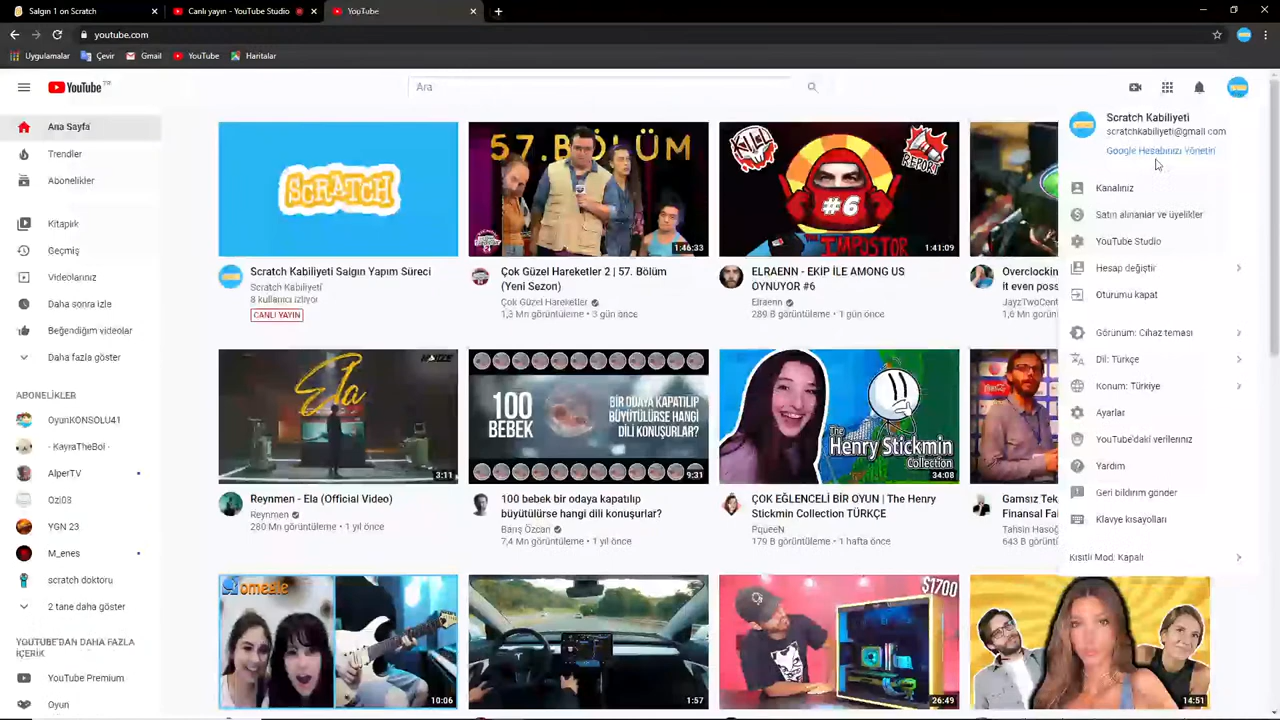 Salgın 1 on Scratch
Canlı yayın - YouTube Studio
YouTube
youtube.com
Uygulamalar
Çevir
Gmail
YouTube
Haritalar
YouTube TR
Ara
Ana Sayfa
Trendler
Abonelikler
Kitaplık
Geçmiş
Videolarınız
Daha sonra izle
Beğendiğim videolar
Daha fazla göster
ABONELİKLER
OyunKONSOLU41
- KayraTheBoi -
AlperTV
YGN 23
M_enes
scratch doktoru
2 tane daha göster
YOUTUBE'DAN DAHA FAZLA
İÇERİK
YouTube Premium
Oyun
SCRATCH
Scratch Kabiliyeti Salgın Yapım Süreci
Scratch Kabiliyeti
8 kullanıcı izliyor
CANLI YAYIN
57. BÖLÜM
1:46:33
Çok Güzel Hareketler 2 | 57. Bölüm
(Yeni Sezon)
Çok Güzel Hareketler
1,3 Mn görüntüleme • 3 gün önce
KILL
REPORT
#6
IMPOSTOR
1:41:09
ELRAENN - EKİP İLE AMONG US
OYNUYOR #6
Elraenn
289 B görüntüleme • 1 gün önce
Overclocking
it even poss
JayzTwoCent
1,6 Mn görüntüle
Ela
3:11
Reynmen - Ela (Official Video)
Reynmen
280 Mn görüntüleme • 1 yıl önce
100
BEBEK
BİR ODAYA KAPATILIP
BÜYÜTÜLÜRSE HANGİ
DİLİ KONUŞURLAR?
9:31
100 bebek bir odaya kapatılıp
büyütülürse hangi dili konuşurlar?
Barış Özcan
7,4 Mn görüntüleme • 1 yıl önce
The
Henry Stickmin
Collection
34:08
ÇOK EĞLENCELİ BİR OYUN | The Henry
Stickmin Collection TÜRKÇE
PqueeN
179 B görüntüleme • 1 hafta önce
Gamsız Tek
Finansal Fai
Tahsin Hasoğ
643 B görüntüle
omegle
10:06
1:57
$1700
26:49
14:51
Scratch Kabiliyeti
scratchkabiliyeti@gmail.com
Google Hesabınızı Yönetin
Kanalınız
Satın alınanlar ve üyelikler
YouTube Studio
Hesap değiştir
Oturumu kapat
Görünüm: Cihaz teması
Dil: Türkçe
Konum: Türkiye
Ayarlar
YouTube'daki verileriniz
Yardım
Geri bildirim gönder
Klavye kısayolları
Kısıtlı Mod: Kapalı